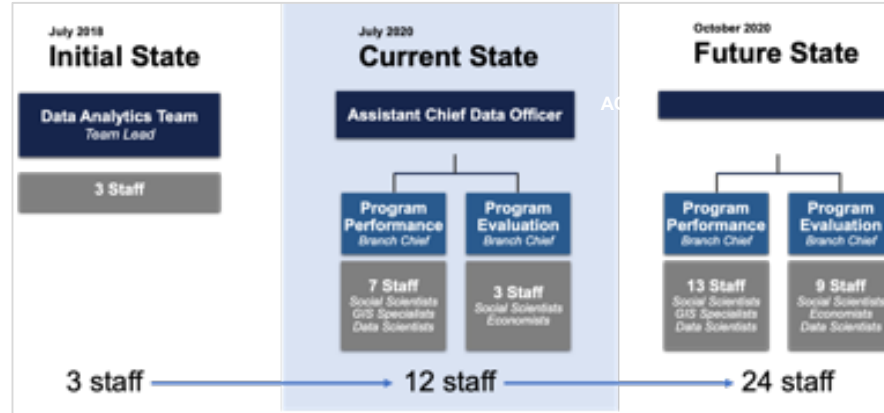 July 2018
Initial State
Data Analytics Team
Team Lead
3 Staff
3 staff
July 2020
Current State
Assistant Chief Data Officer
Program
Performance
Branch Chief
7 Staff
Social Scientists
GIS Specialists
Data Scientists
Program
Evaluation
Branch Chief
3 Staff
Social Scientists
Economists
12 staff
October 2020
Future State
AC
Program
Performance
Branch Chief
13 Staff
Social Scientists
GIS Specialists
Data Scientists
Program
Evaluation
Branch Chief
9 Staff
Social Scientists
Economists
Data Scientists
24 staff